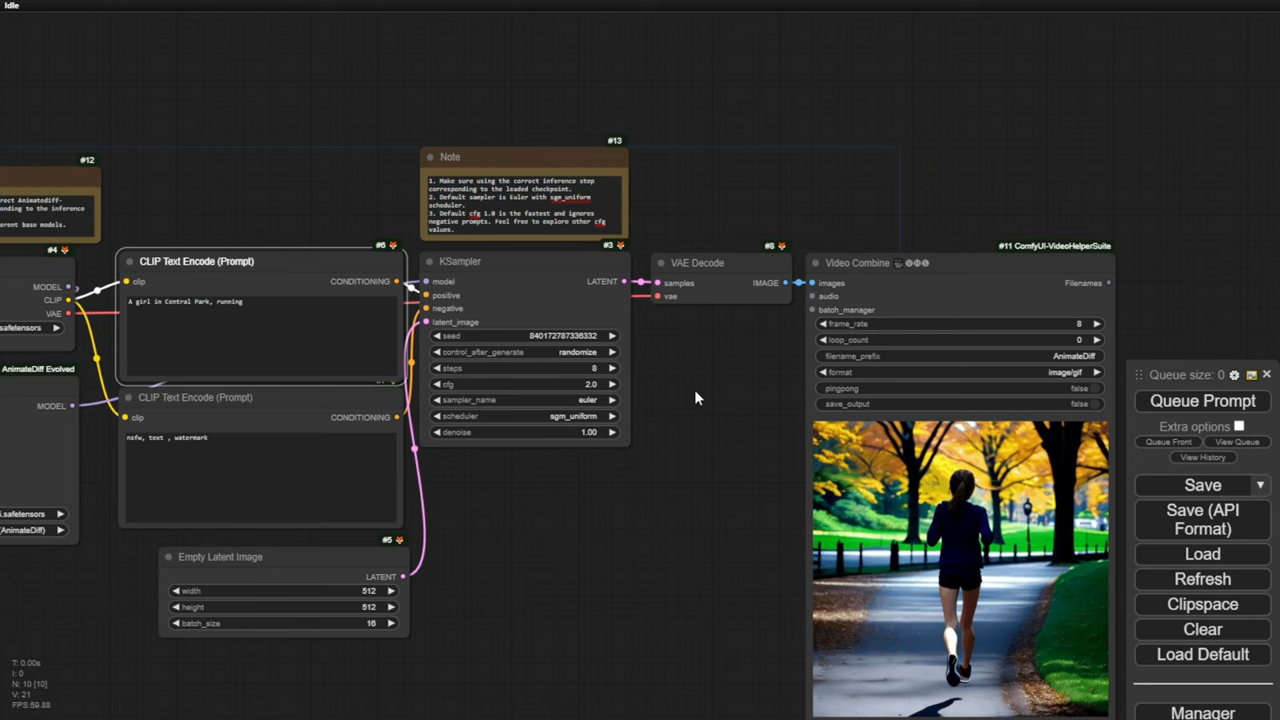 Idle
#12
rrect Animatediff-
onding to the inference
erent base models.
#4
MODEL
CLIP
VAE
safetensors
AnimateDiff Evolved
MODEL
i.safetensors
(AnimateDiff)
#6
CLIP Text Encode (Prompt)
clip
CONDITIONING
A girl in Central Park, running
CLIP Text Encode (Prompt)
clip
CONDITIONING
nsfw, text , watermark
#5
Empty Latent Image
LATENT
width 512
height 512
batch_size 16
#13
Note
1. Make sure using the correct inference step
corresponding to the loaded checkpoint.
2. Default sampler is Euler with sgm_uniform
scheduler.
3. Default cfg 1.0 is the fastest and ignores
negative prompts. Feel free to explore other cfg
values.
#3
KSampler
model
LATENT
positive
negative
latent_image
seed 840172787336332
control_after_generate randomize
steps 8
cfg 2.0
sampler_name euler
scheduler sgm_uniform
denoise 1.00
#8
VAE Decode
samples
IMAGE
vae
#11 ComfyUI-VideoHelperSuite
Video Combine
images
Filenames
audio
batch_manager
frame_rate 8
loop_count 0
filename_prefix AnimateDiff
format image/gif
pingpong false
save_output false
Queue size: 0
Queue Prompt
Extra options
Queue Front
View Queue
View History
Save
Save (API
Format)
Load
Refresh
Clipspace
Clear
Load Default
Manager
T: 0.00s
I: 0
N: 10 [10]
V: 21
FPS:59.88